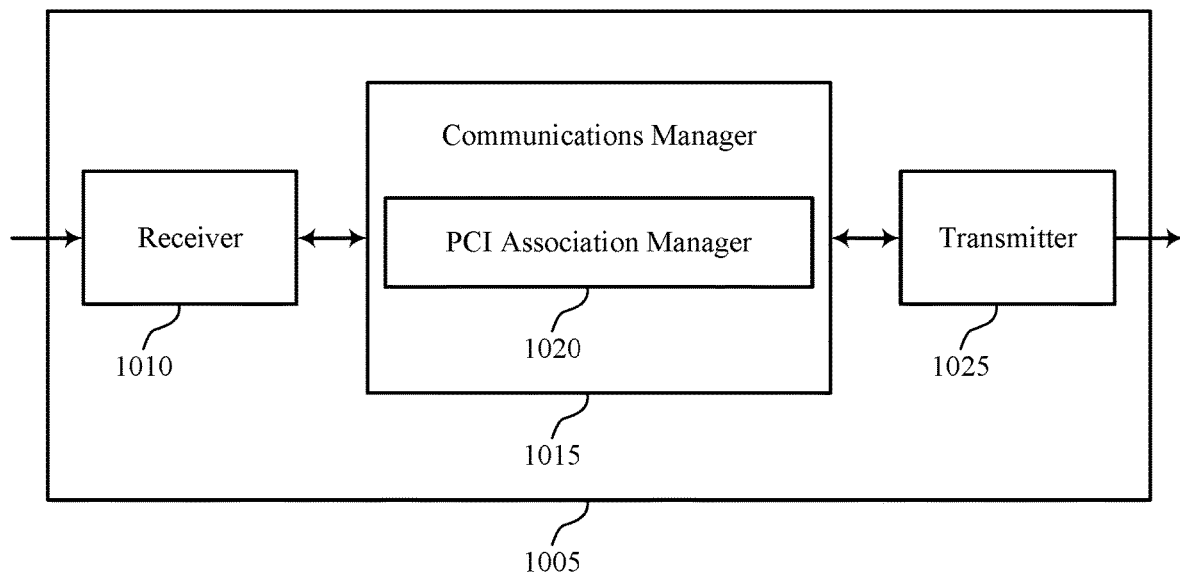 Communications Manager
Receiver
PCI Association Manager
Transmitter
1010
1020
1025
1015
1005